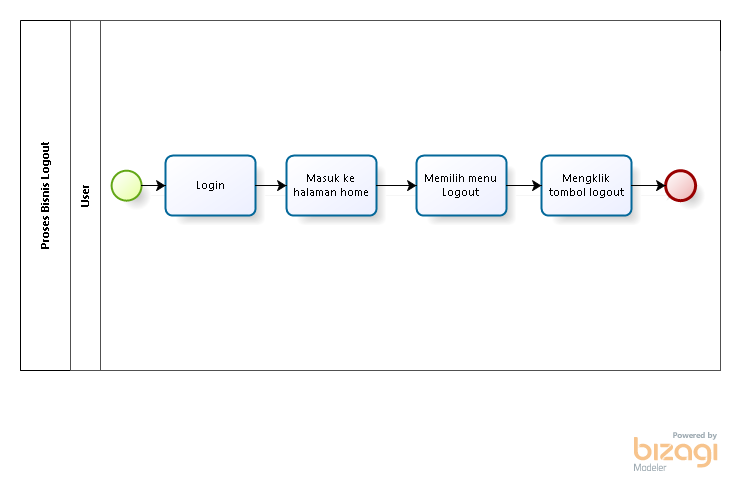 Proses Bisnis Logout
User
Login
Masuk ke
halaman home
Memilih menu
Logout
Mengklik
tombol logout
Powered by
bizagi
Modeler